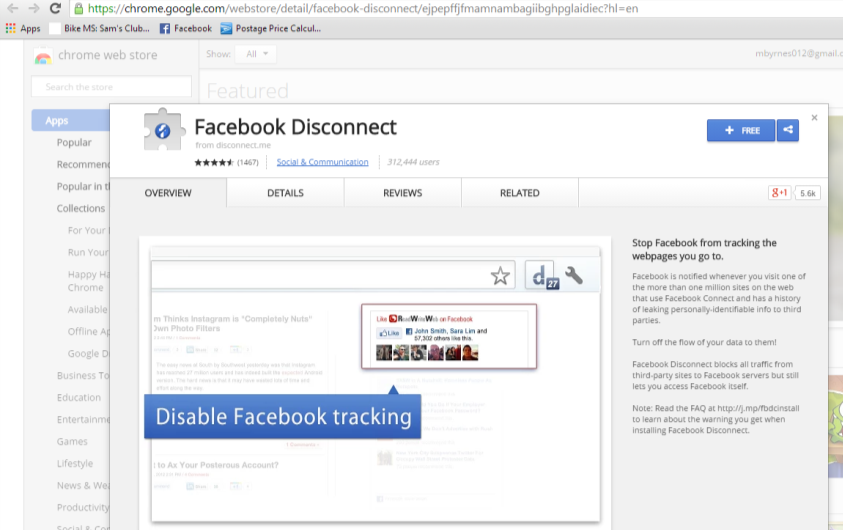 https://chrome.google.com/webstore/detail/facebook-disconnect/ejpepffjfmamnambagiibghpglaidiec?hl=en
Apps Bike MS: Sam's Club... Facebook Postage Price Calcul...
chrome web store Show: All mbyrnes012@gmail.c
Search the store
Featured
Apps
Popular
Recommen
Popular in t
Collections
For Your
Run Your
Happy Ha
Chrome
Available
Offline Ap
Google D
Business To
Education
Entertainme
Games
Lifestyle
News & Wea
Productivity
Social & Co
Facebook Disconnect
from disconnect.me
(1467) Social & Communication 312,444 users
+ FREE
OVERVIEW DETAILS REVIEWS RELATED
g+1 5.6k
d 27
m Thinks Instagram is "Completely Nuts"
Own Photo Filters
Like ReadWriteWeb on Facebook
Like John Smith, Sara Lim and
57,302 others like this.
Disable Facebook tracking
t to Ax Your Posterous Account?
Stop Facebook from tracking the
webpages you go to.
Facebook is notified whenever you visit one of
the more than one million sites on the web
that use Facebook Connect and has a history
of leaking personally-identifiable info to third
parties.
Turn off the flow of your data to them!
Facebook Disconnect blocks all traffic from
third-party sites to Facebook servers but still
lets you access Facebook itself.
Note: Read the FAQ at http://j.mp/fbdcinstall
to learn about the warning you get when
installing Facebook Disconnect.